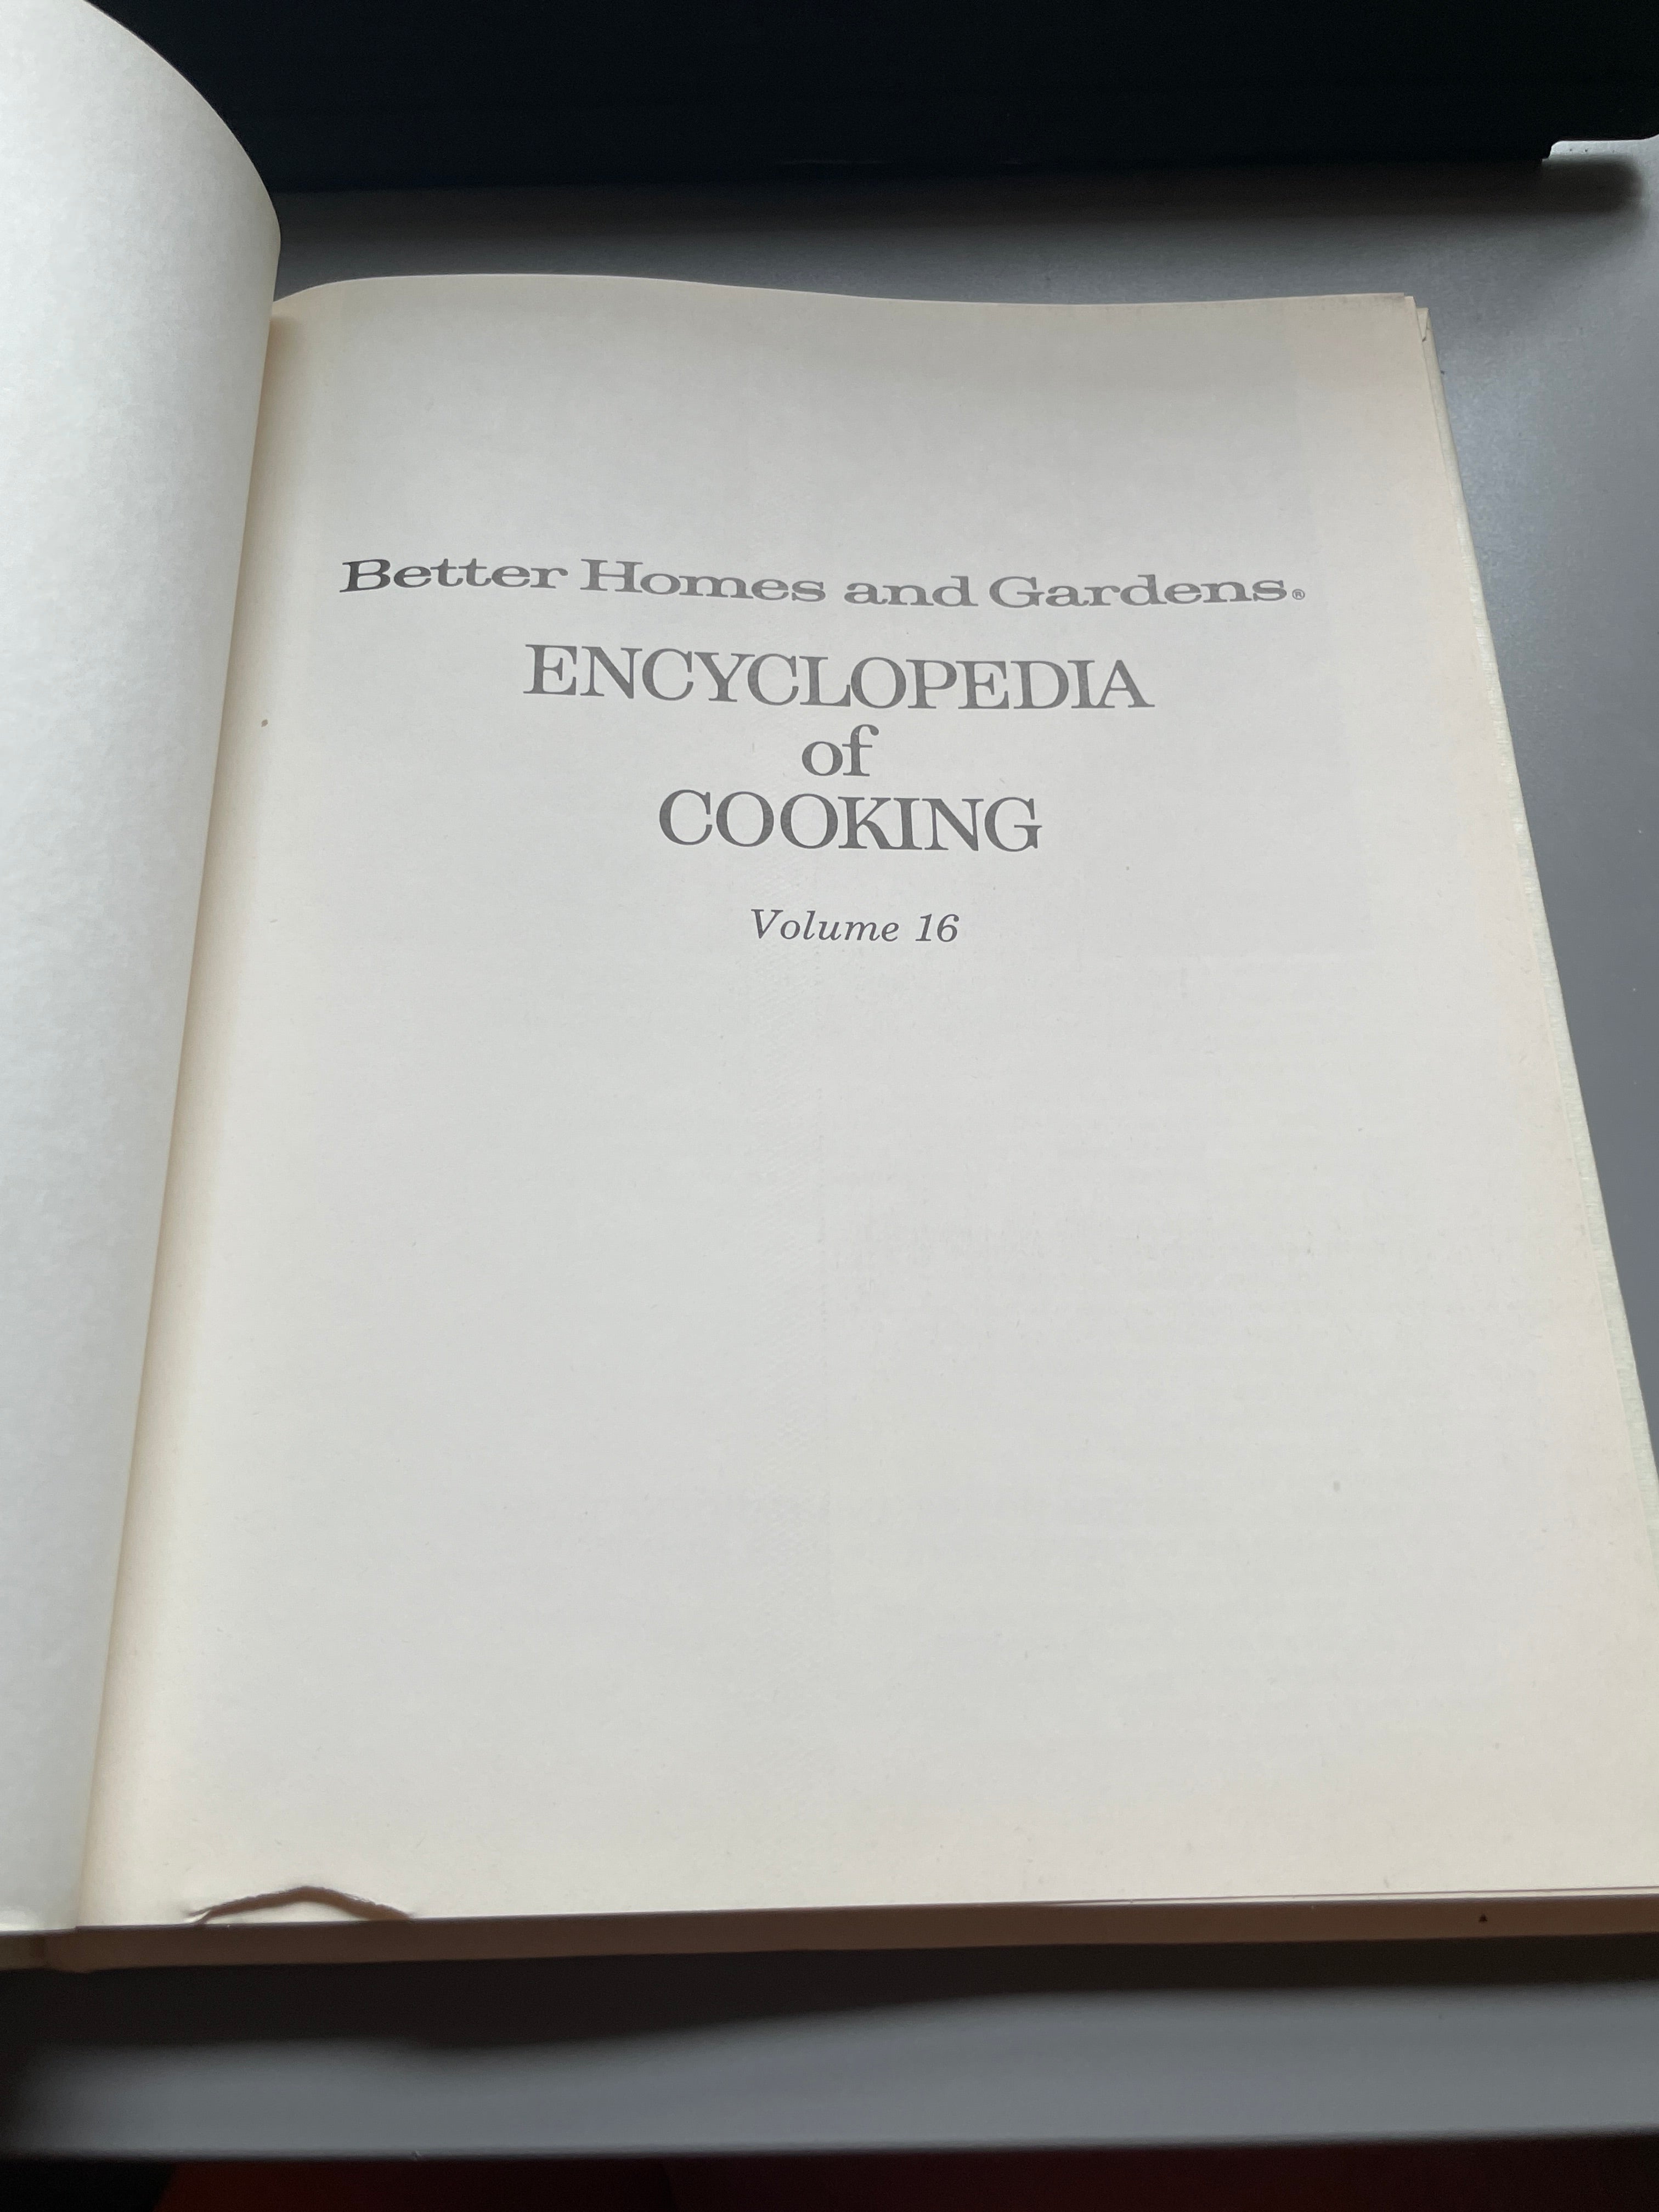 Better Homes and Gardens®
ENCYCLOPEDIA
of
COOKING
Volume 16